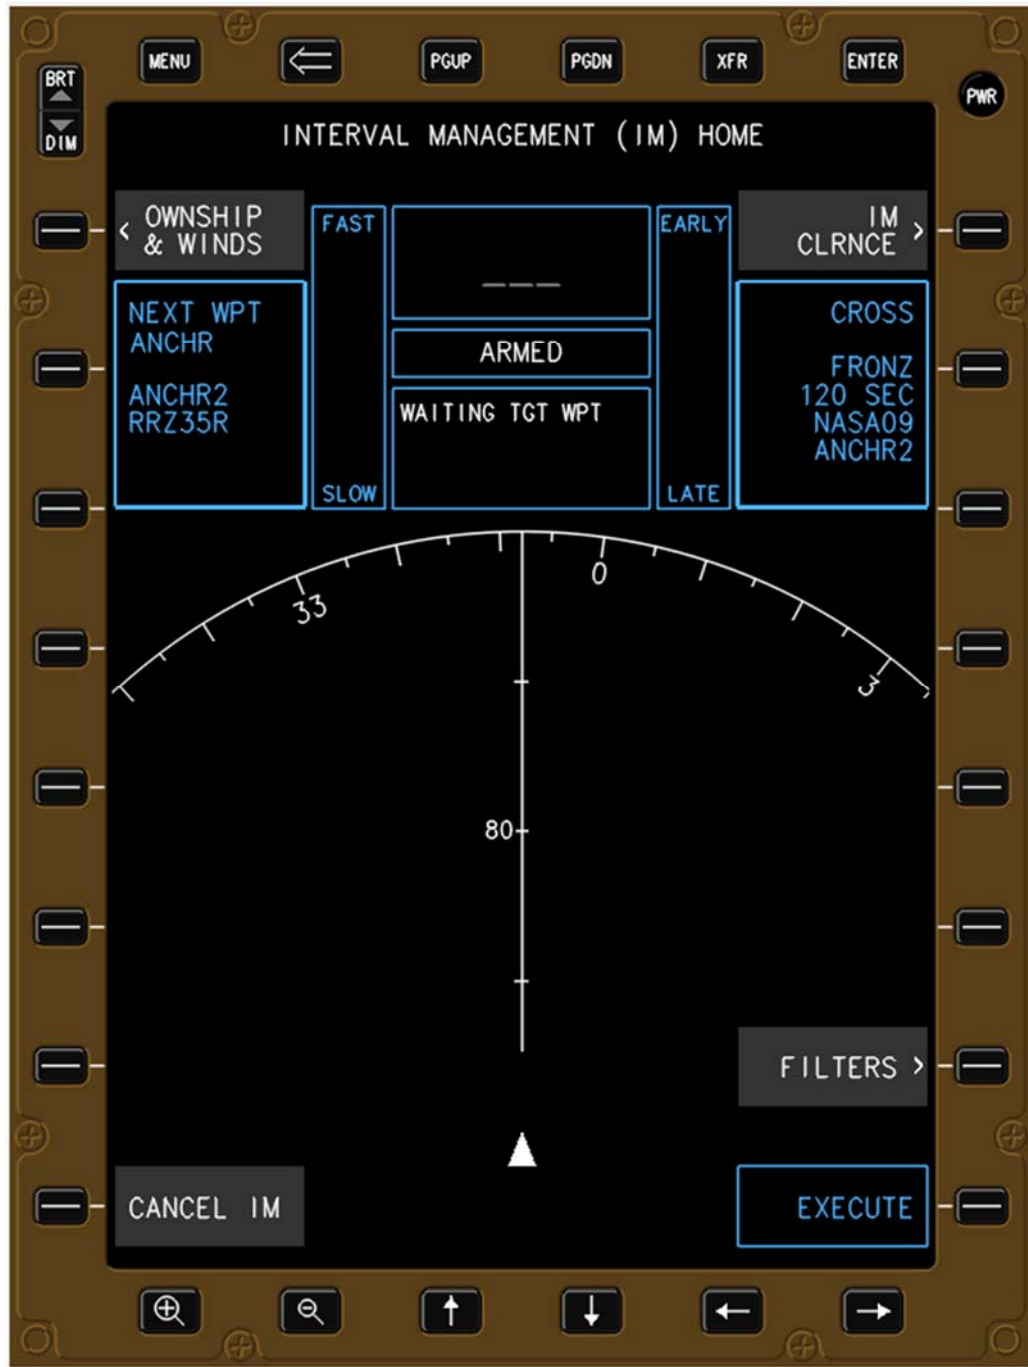 MENU
PGUP
PGDN
XFR
ENTER
BRT
DIM
PWR
INTERVAL MANAGEMENT (IM) HOME
< OWNSHIP
& WINDS
FAST
EARLY
IM >
CLRNCE
NEXT WPT
ANCHR
ANCHR2
RRZ35R
___
ARMED
WAITING TGT WPT
SLOW
LATE
CROSS
FRONZ
120 SEC
NASA09
ANCHR2
33
0
3
80
FILTERS >
CANCEL IM
EXECUTE